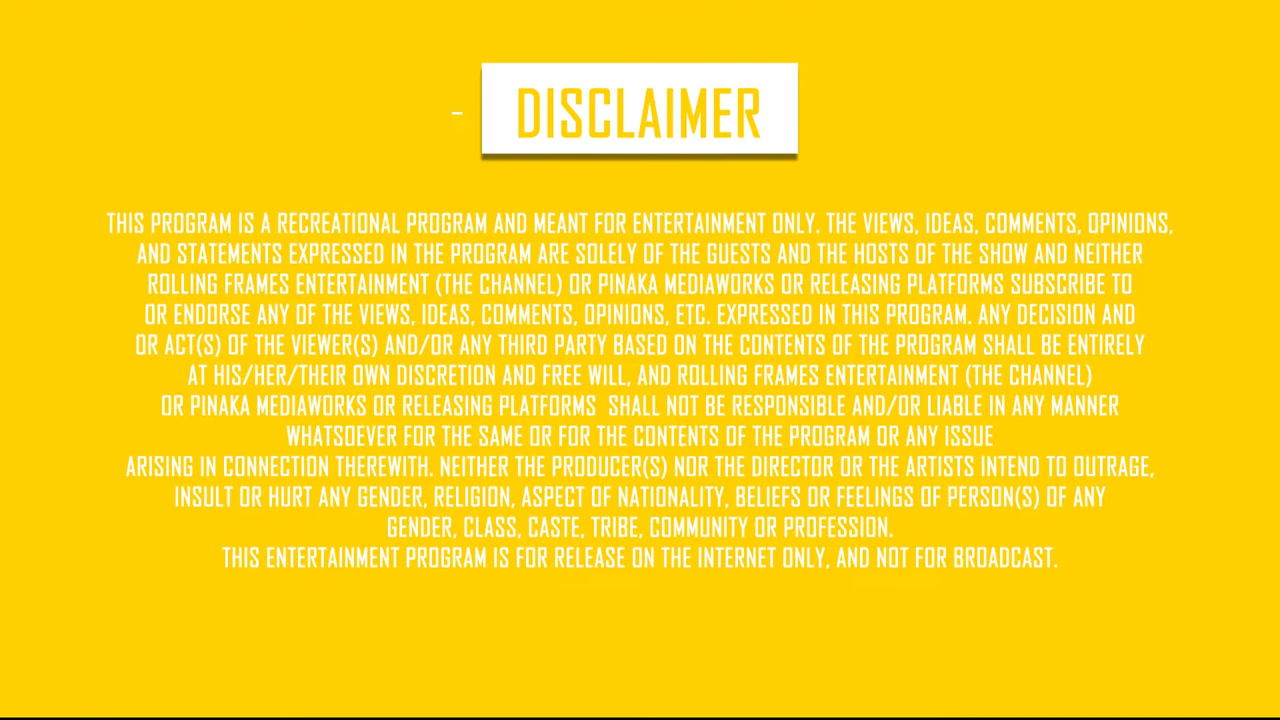 - DISCLAIMER
THIS PROGRAM IS A RECREATIONAL PROGRAM AND MEANT FOR ENTERTAINMENT ONLY. THE VIEWS, IDEAS, COMMENTS, OPINIONS,
AND STATEMENTS EXPRESSED IN THE PROGRAM ARE SOLELY OF THE GUESTS AND THE HOSTS OF THE SHOW AND NEITHER
ROLLING FRAMES ENTERTAINMENT (THE CHANNEL) OR PINAKA MEDIAWORKS OR RELEASING PLATFORMS SUBSCRIBE TO
OR ENDORSE ANY OF THE VIEWS, IDEAS, COMMENTS, OPINIONS, ETC. EXPRESSED IN THIS PROGRAM. ANY DECISION AND
OR ACT(S) OF THE VIEWER(S) AND/OR ANY THIRD PARTY BASED ON THE CONTENTS OF THE PROGRAM SHALL BE ENTIRELY
AT HIS/HER/THEIR OWN DISCRETION AND FREE WILL, AND ROLLING FRAMES ENTERTAINMENT (THE CHANNEL)
OR PINAKA MEDIAWORKS OR RELEASING PLATFORMS  SHALL NOT BE RESPONSIBLE AND/OR LIABLE IN ANY MANNER
WHATSOEVER FOR THE SAME OR FOR THE CONTENTS OF THE PROGRAM OR ANY ISSUE
ARISING IN CONNECTION THEREWITH. NEITHER THE PRODUCER(S) NOR THE DIRECTOR OR THE ARTISTS INTEND TO OUTRAGE,
INSULT OR HURT ANY GENDER, RELIGION, ASPECT OF NATIONALITY, BELIEFS OR FEELINGS OF PERSON(S) OF ANY
GENDER, CLASS, CASTE, TRIBE, COMMUNITY OR PROFESSION.
THIS ENTERTAINMENT PROGRAM IS FOR RELEASE ON THE INTERNET ONLY, AND NOT FOR BROADCAST.